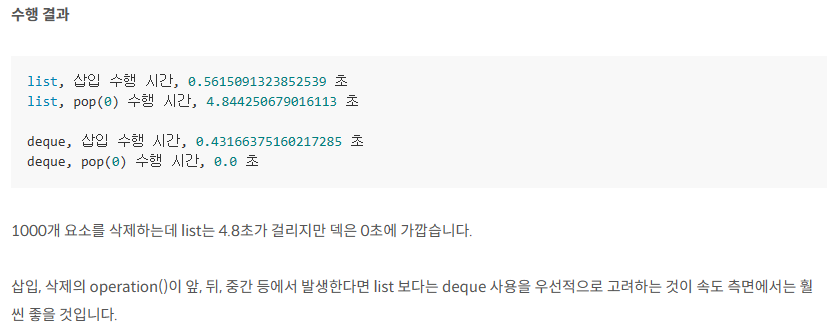 수행 결과
list, 삽입 수행 시간, 0.5615091323852539 초
list, pop(0) 수행 시간, 4.844250679016113 초
deque, 삽입 수행 시간, 0.43166375160217285 초
deque, pop(0) 수행 시간, 0.0 초
1000개 요소를 삭제하는데 list는 4.8초가 걸리지만 덱은 0초에 가깝습니다.
삽입, 삭제의 operation()이 앞, 뒤, 중간 등에서 발생한다면 list 보다는 deque 사용을 우선적으로 고려하는 것이 속도 측면에서는 훨
씬 좋을 것입니다.